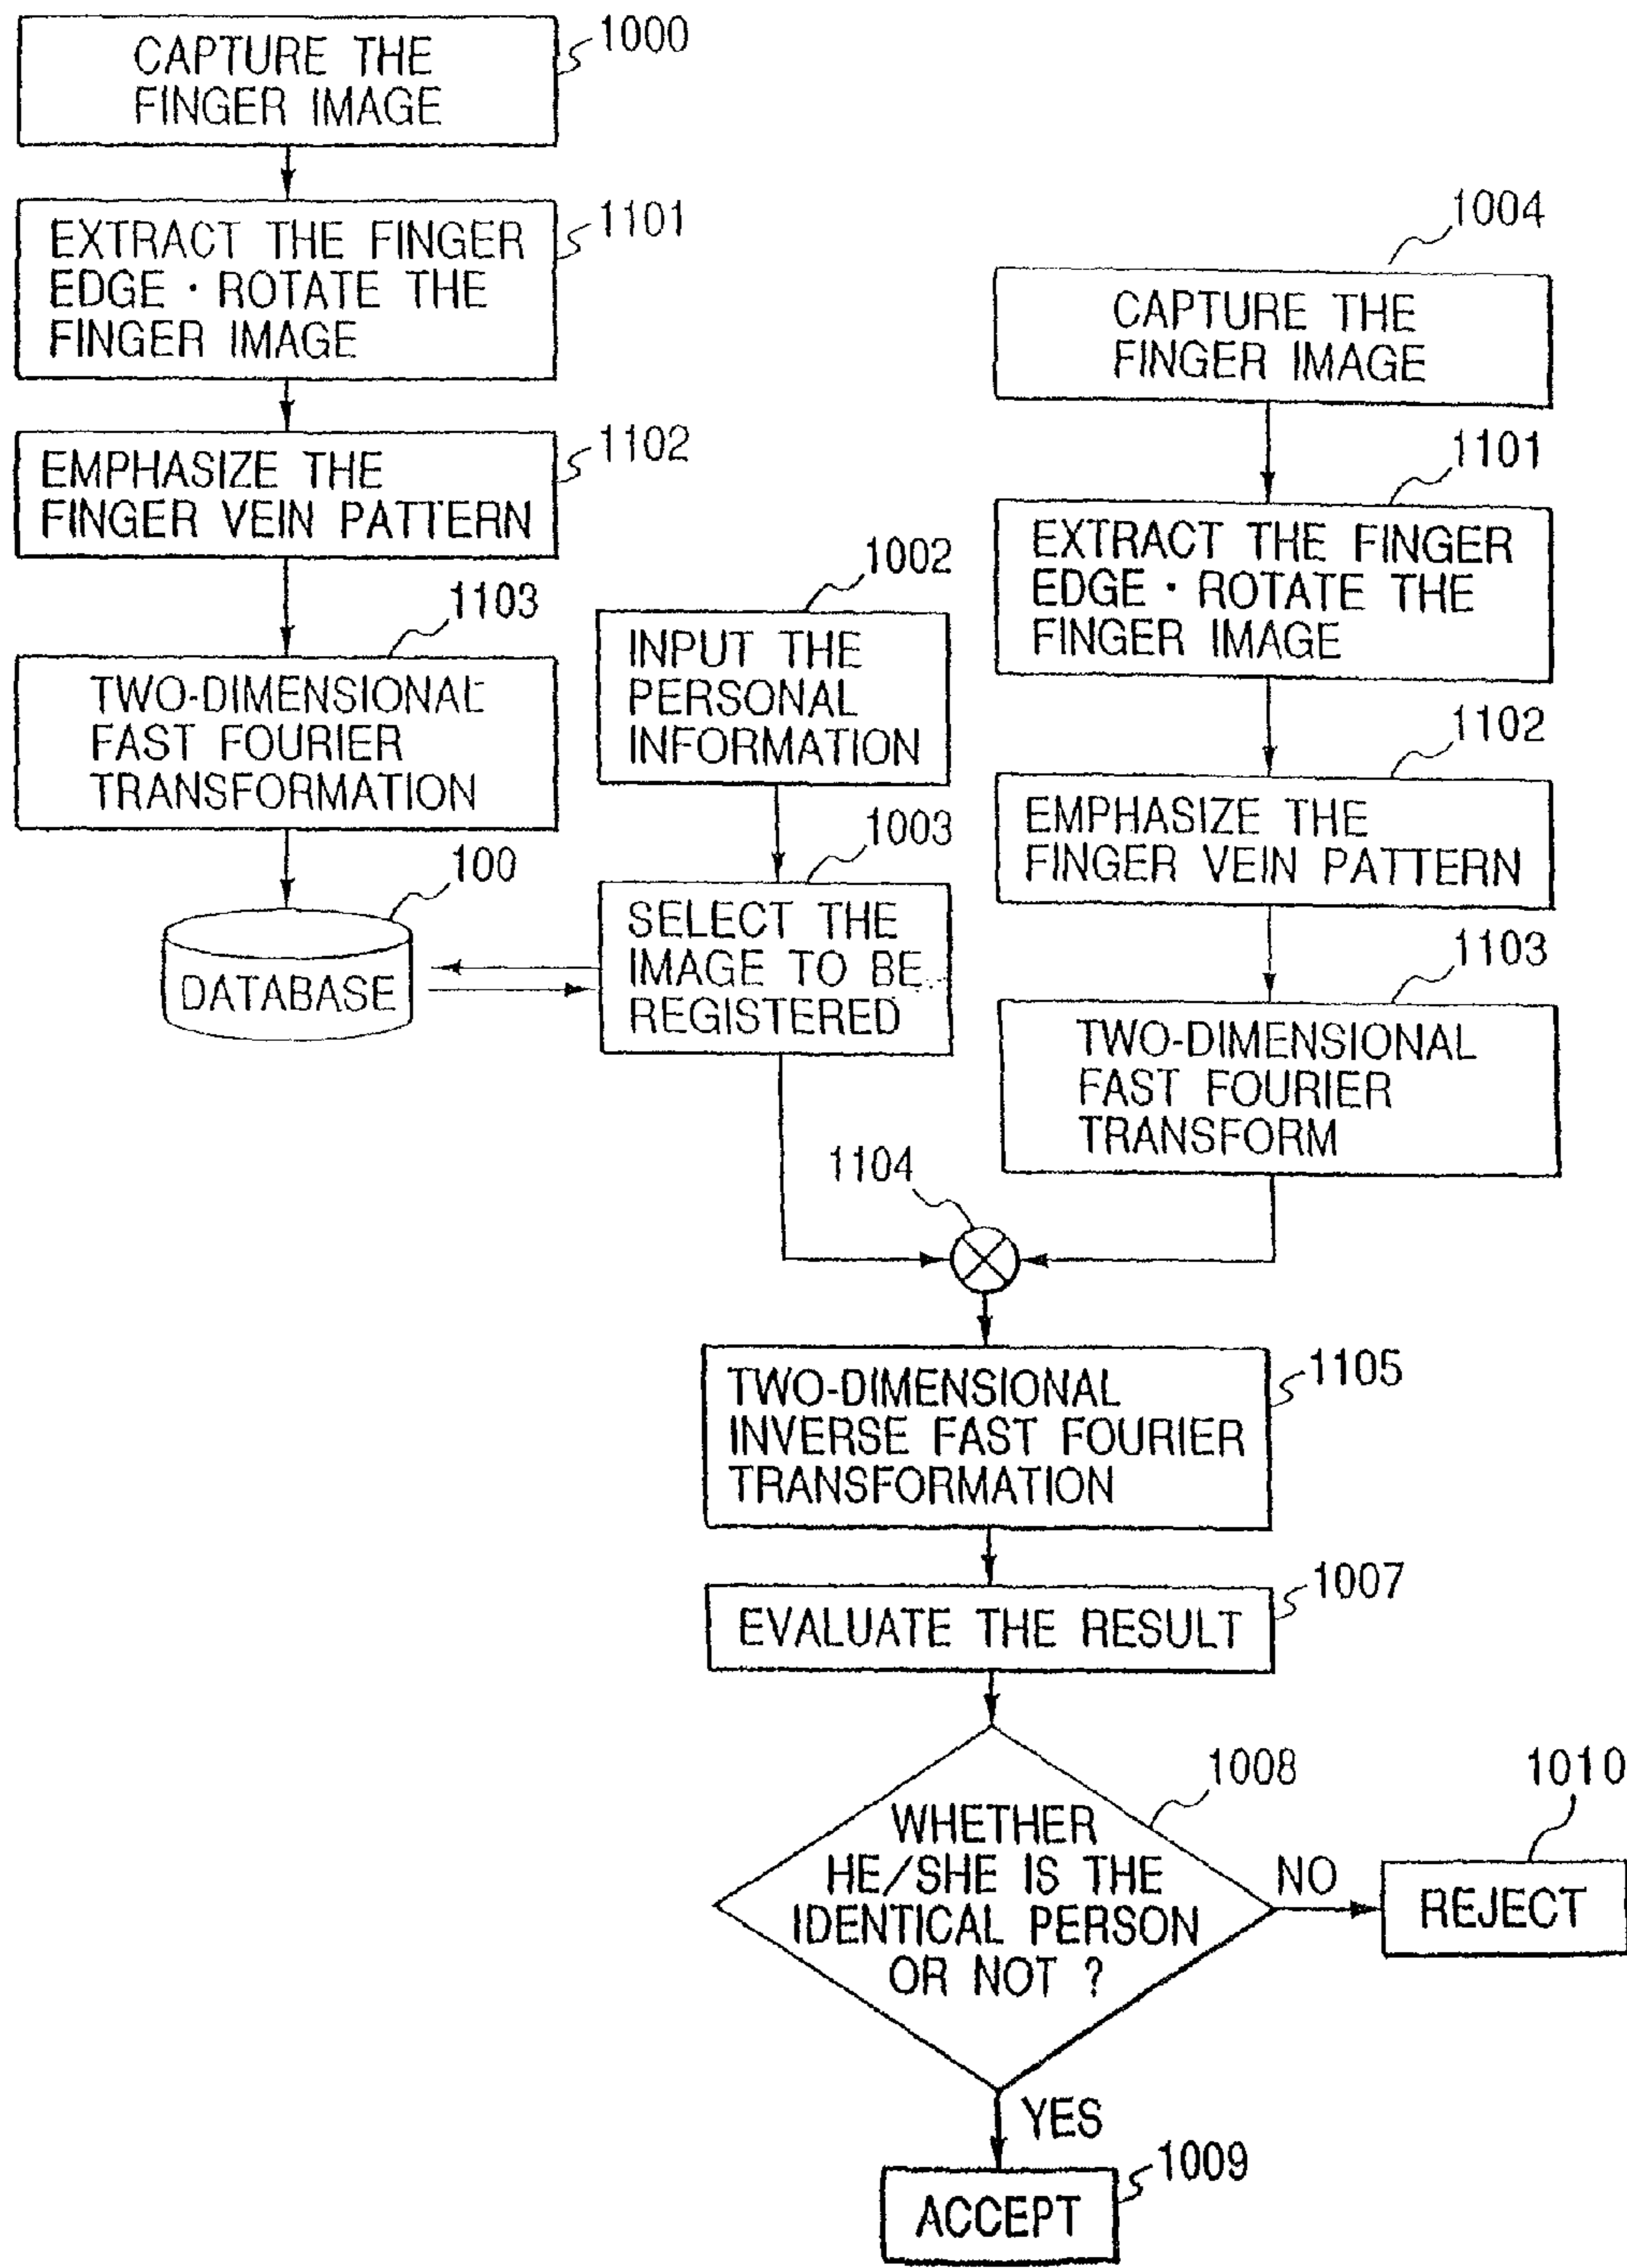 1000
CAPTURE THE
FINGER IMAGE
1101
EXTRACT THE FINGER
EDGE · ROTATE THE
FINGER IMAGE
1102
EMPHASIZE THE
FINGER VEIN PATTERN
1103
TWO-DIMENSIONAL
FAST FOURIER
TRANSFORMATION
100
DATABASE
1002
INPUT THE
PERSONAL
INFORMATION
1003
SELECT THE
IMAGE TO BE
REGISTERED
1004
CAPTURE THE
FINGER IMAGE
1101
EXTRACT THE FINGER
EDGE · ROTATE THE
FINGER IMAGE
1102
EMPHASIZE THE
FINGER VEIN PATTERN
1103
TWO-DIMENSIONAL
FAST FOURIER
TRANSFORM
1104
1105
TWO-DIMENSIONAL
INVERSE FAST FOURIER
TRANSFORMATION
1007
EVALUATE THE RESULT
1008
WHETHER
HE/SHE IS THE
IDENTICAL PERSON
OR NOT ?
NO
1010
REJECT
YES
1009
ACCEPT